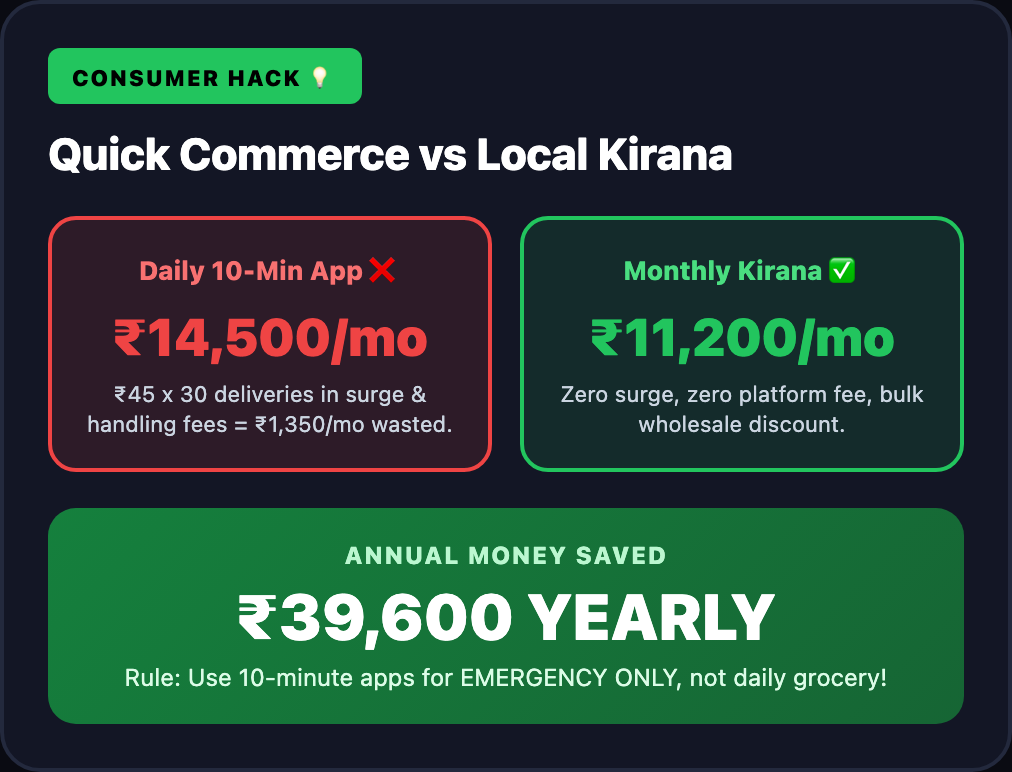 CONSUMER HACK 💡
Quick Commerce vs Local Kirana
Daily 10-Min App ❌
₹14,500/mo
₹45 x 30 deliveries in surge &
handling fees = ₹1,350/mo wasted.
Monthly Kirana ✅
₹11,200/mo
Zero surge, zero platform fee, bulk
wholesale discount.
ANNUAL MONEY SAVED
₹39,600 YEARLY
Rule: Use 10-minute apps for EMERGENCY ONLY, not daily grocery!